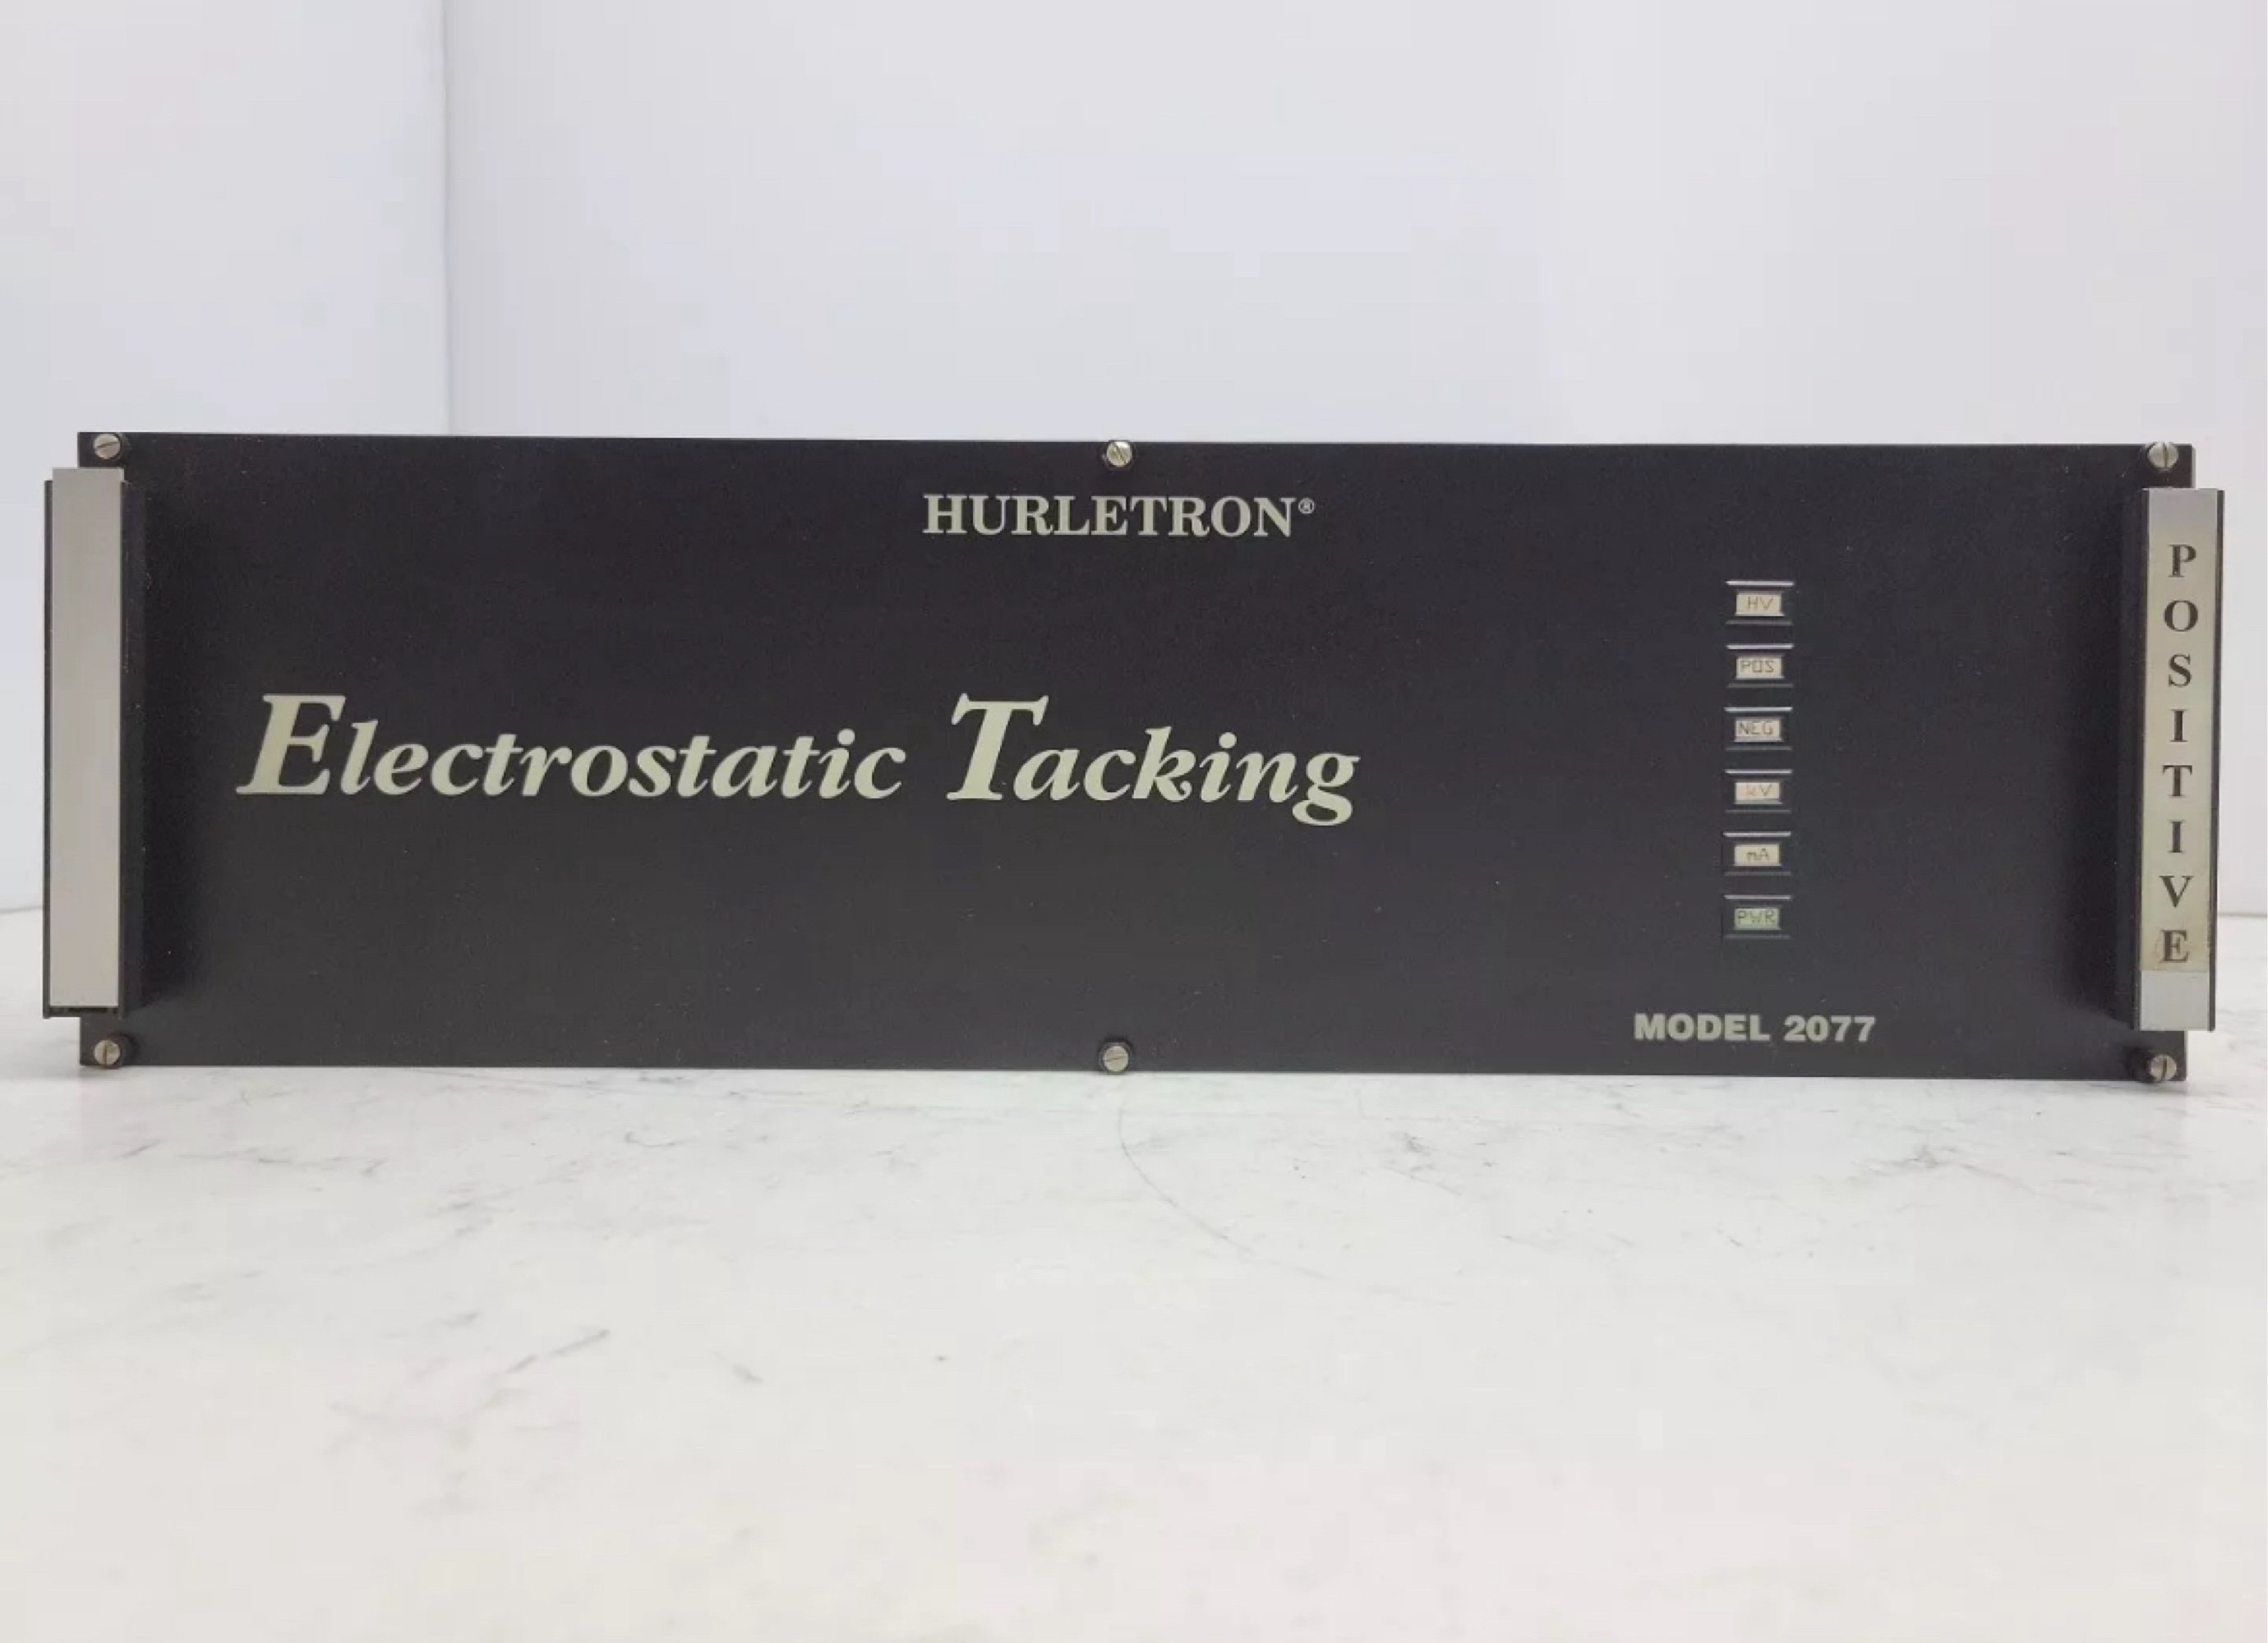 HURLETRON®
Electrostatic Tacking
HV
POS
NEG
kV
mA
PWR
MODEL 2077
POSITIVE